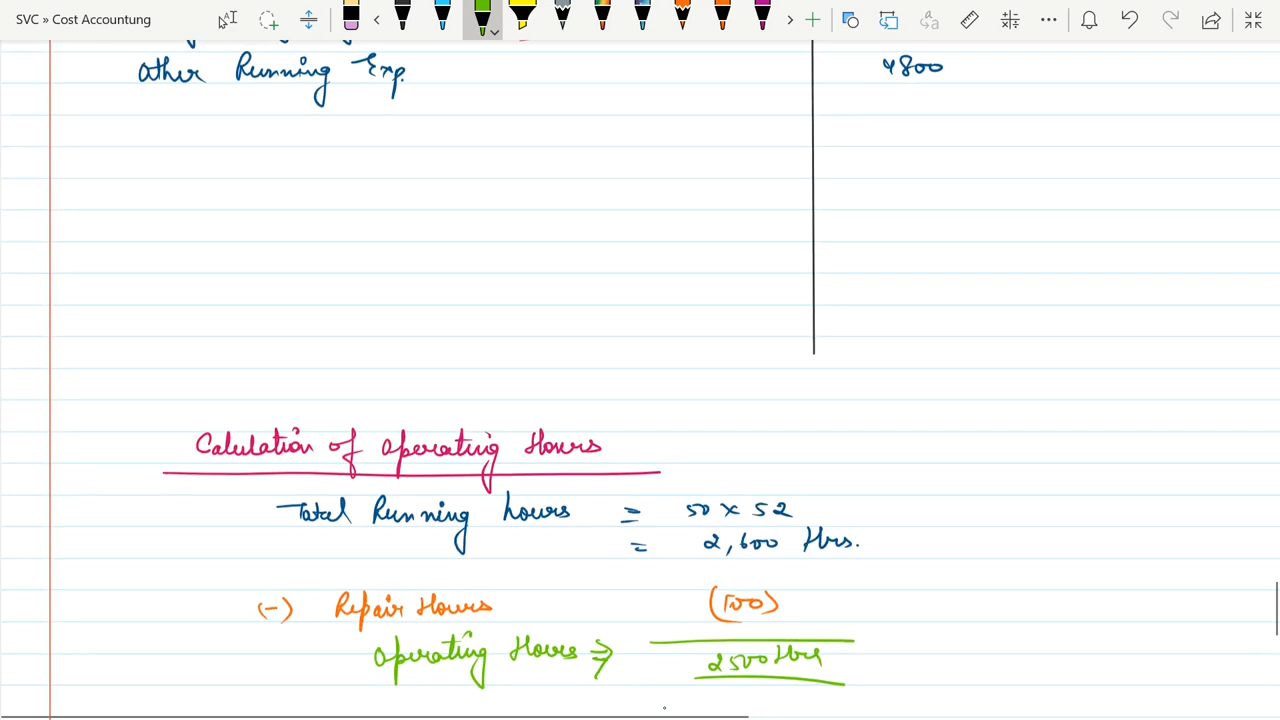 SVC » Cost Accountung
Other Running Exp. 4800
Calculation of operating Hours
Total Running hours = 50 x 52
= 2,600 Hrs.
(-) Repair Hours (100)
Operating Hours ⇒ 2500 Hrs